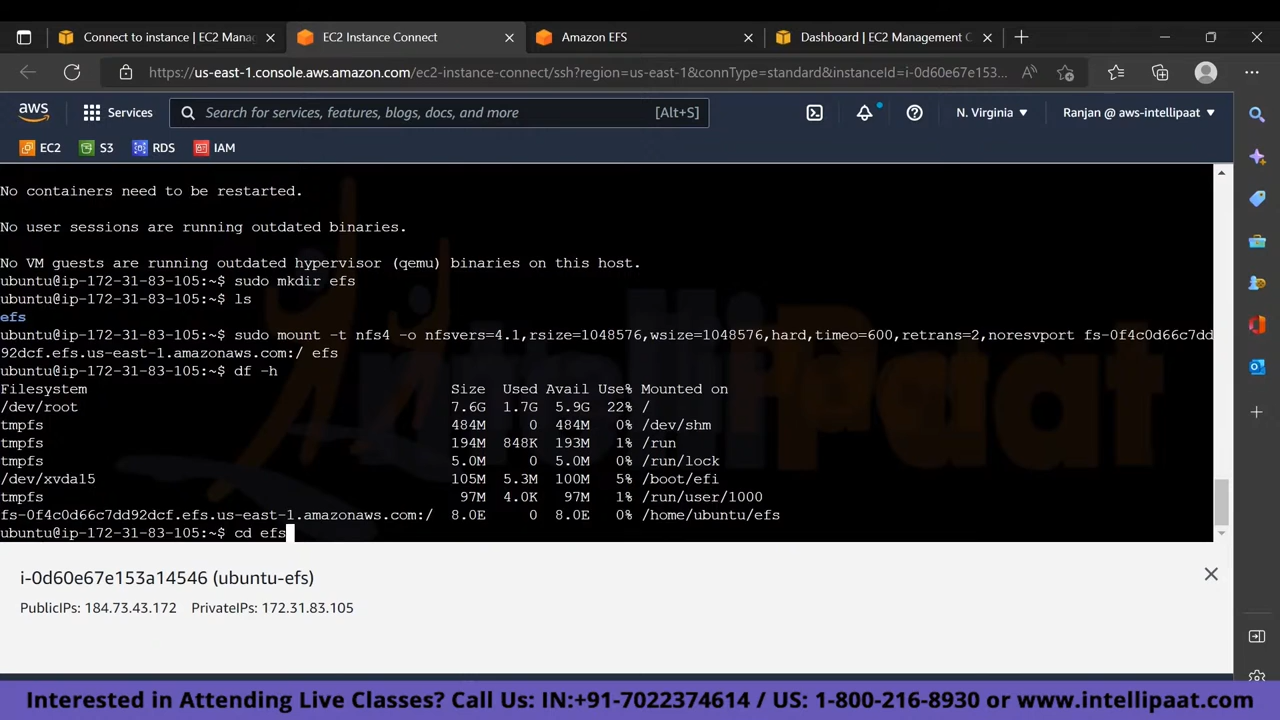 Connect to instance | EC2 Manag
EC2 Instance Connect
Amazon EFS
Dashboard | EC2 Management C
https://us-east-1.console.aws.amazon.com/ec2-instance-connect/ssh?region=us-east-1&connType=standard&instanceId=i-0d60e67e153...
aws
Services
Search for services, features, blogs, docs, and more
[Alt+S]
N. Virginia
Ranjan @ aws-intellipaat
EC2
S3
RDS
IAM
No containers need to be restarted.
No user sessions are running outdated binaries.
No VM guests are running outdated hypervisor (qemu) binaries on this host.
ubuntu@ip-172-31-83-105:~$ sudo mkdir efs
ubuntu@ip-172-31-83-105:~$ ls
efs
ubuntu@ip-172-31-83-105:~$ sudo mount -t nfs4 -o nfsvers=4.1,rsize=1048576,wsize=1048576,hard,timeo=600,retrans=2,noresvport fs-0f4c0d66c7dd
92dcf.efs.us-east-1.amazonaws.com:/ efs
ubuntu@ip-172-31-83-105:~$ df -h
Filesystem Size Used Avail Use% Mounted on
/dev/root 7.6G 1.7G 5.9G 22% /
tmpfs 484M 0 484M 0% /dev/shm
tmpfs 194M 848K 193M 1% /run
tmpfs 5.0M 0 5.0M 0% /run/lock
/dev/xvda15 105M 5.3M 100M 5% /boot/efi
tmpfs 97M 4.0K 97M 1% /run/user/1000
fs-0f4c0d66c7dd92dcf.efs.us-east-1.amazonaws.com:/ 8.0E 0 8.0E 0% /home/ubuntu/efs
ubuntu@ip-172-31-83-105:~$ cd efs
intelliPaat
i-0d60e67e153a14546 (ubuntu-efs)
PublicIPs: 184.73.43.172 PrivateIPs: 172.31.83.105
Interested in Attending Live Classes? Call Us: IN:+91-7022374614 / US: 1-800-216-8930 or www.intellipaat.com